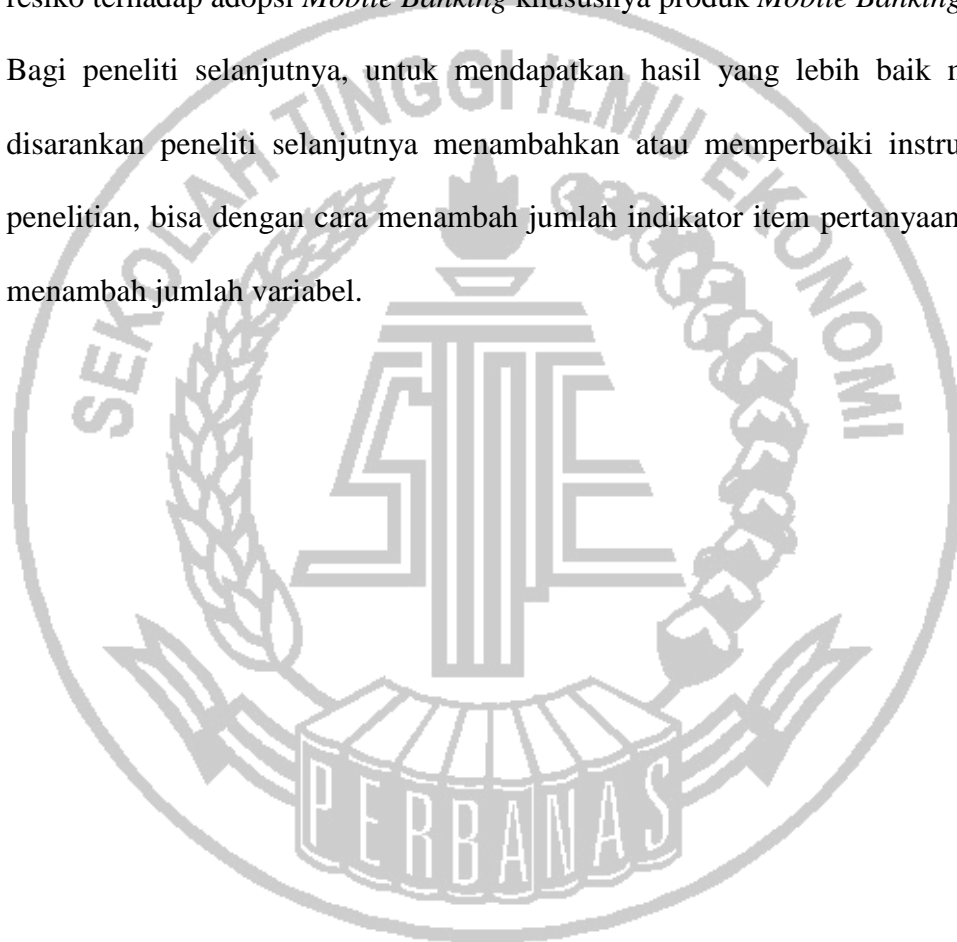 resiko terhadap adopsi Mobile Banking khususnya produk Mobile Banking
Bagi peneliti selanjutnya, untuk mendapatkan hasil yang lebih baik
disarankan peneliti selanjutnya menambahkan atau memperbaiki
penelitian, bisa dengan cara menambah jumlah indikator item pertanyaan
menambah jumlah variabel.
SEKOLAH TINGGI ILMU EKONOMI
STIE
PERBANAS